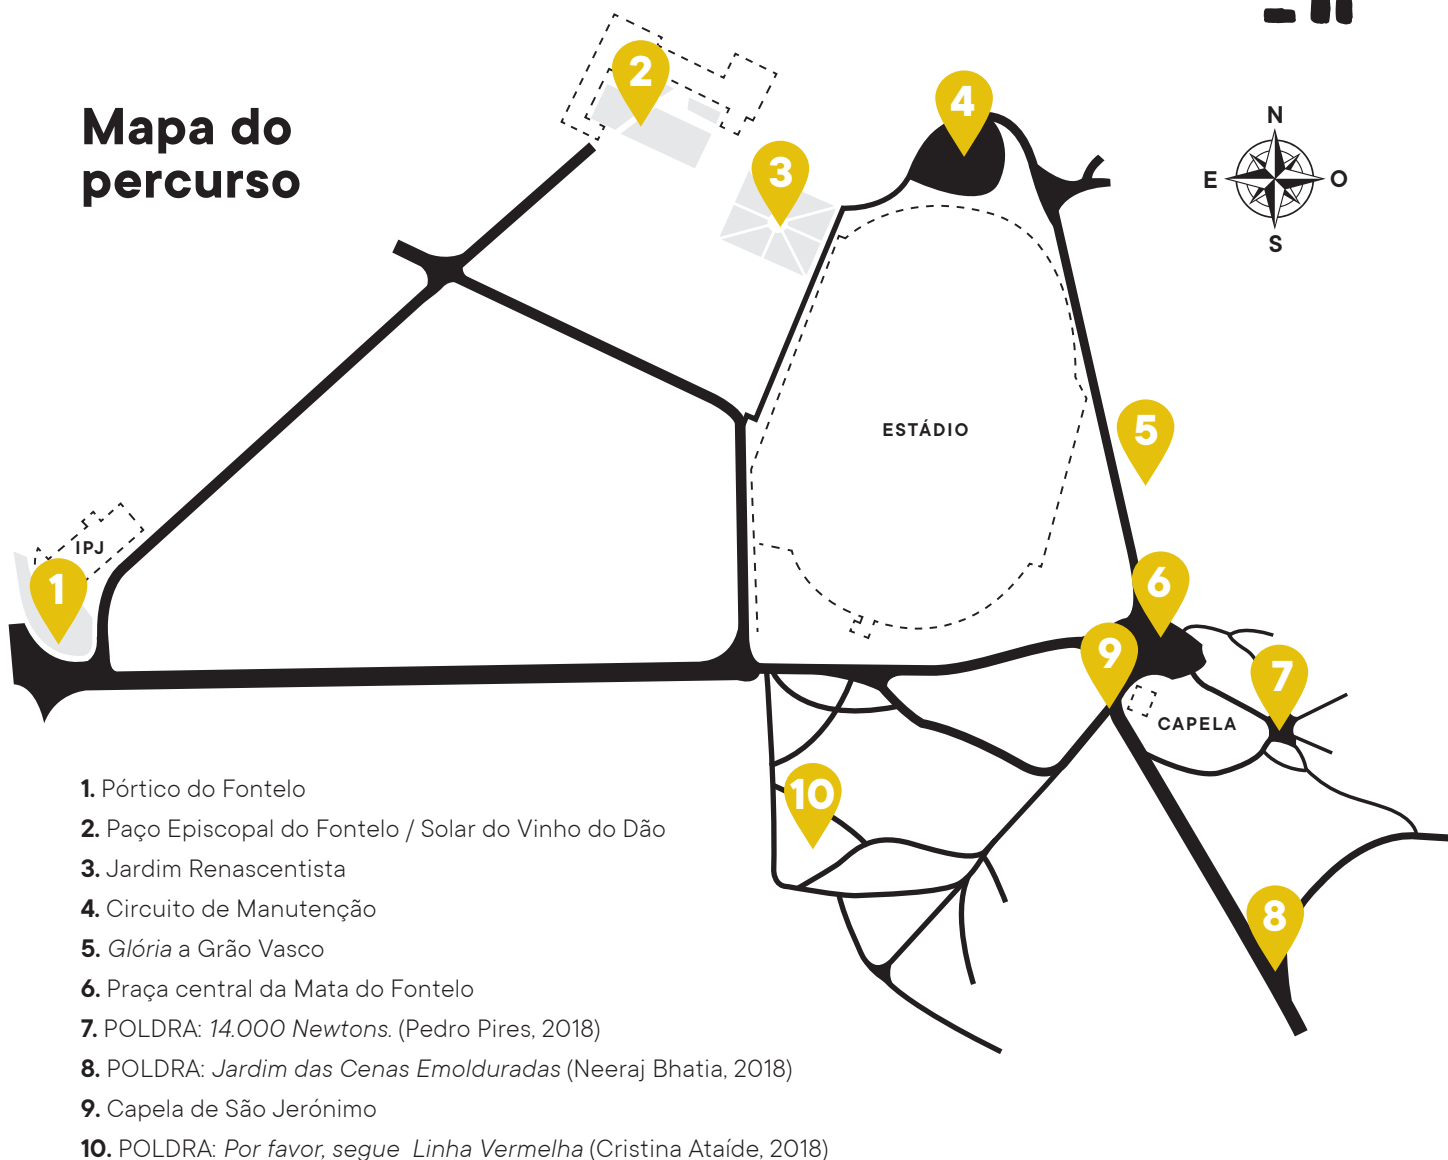 Mapa do
percurso
2
4
3
N
E
O
S
ESTÁDIO
5
IPJ
1
6
9
7
CAPELA
10
8
1. Pórtico do Fontelo
2. Paço Episcopal do Fontelo / Solar do Vinho do Dão
3. Jardim Renascentista
4. Circuito de Manutenção
5. Glória a Grão Vasco
6. Praça central da Mata do Fontelo
7. POLDRA: 14.000 Newtons. (Pedro Pires, 2018)
8. POLDRA: Jardim das Cenas Emolduradas (Neeraj Bhatia, 2018)
9. Capela de São Jerónimo
10. POLDRA: Por favor, segue Linha Vermelha (Cristina Ataíde, 2018)